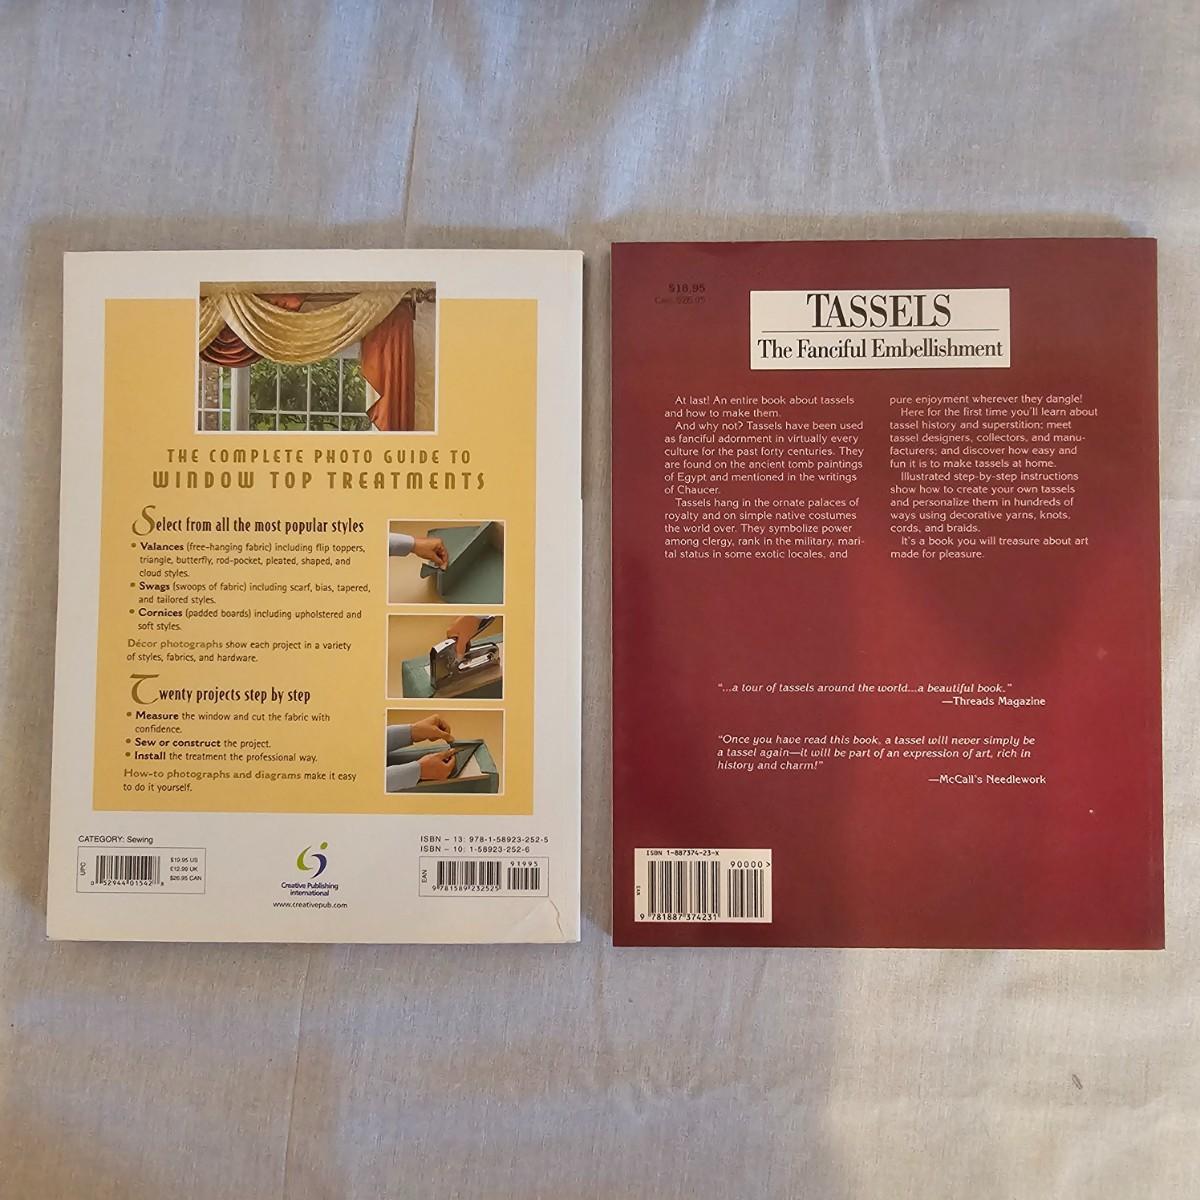 THE COMPLETE PHOTO GUIDE TO
WINDOW TOP TREATMENTS
Select from all the most popular styles
• Valances (free-hanging fabric) including flip toppers,
triangle, butterfly, rod-pocket, pleated, shaped, and
cloud styles.
• Swags (swoops of fabric) including scarf, bias, tapered,
and tailored styles.
• Cornices (padded boards) including upholstered and
soft styles.
Décor photographs show each project in a variety
of styles, fabrics, and hardware.
Twenty projects step by step
• Measure the window and cut the fabric with
confidence.
• Sew or construct the project.
• Install the treatment the professional way.
How-to photographs and diagrams make it easy
to do it yourself.
CATEGORY: Sewing
UPC
$19.95 US
£12.99 UK
$26.95 CAN
0 52944 01542 8
Creative Publishing
international
www.creativepub.com
ISBN – 13: 978-1-58923-252-5
ISBN – 10: 1-58923-252-6
EAN
91995
9 781589 232525
$18.95
Can. $26.95
TASSELS
The Fanciful Embellishment
At last! An entire book about tassels
and how to make them.
And why not? Tassels have been used
as fanciful adornment in virtually every
culture for the past forty centuries. They
are found on the ancient tomb paintings
of Egypt and mentioned in the writings
of Chaucer.
Tassels hang in the ornate palaces of
royalty and on simple native costumes
the world over. They symbolize power
among clergy, rank in the military, mari-
tal status in some exotic locales, and
pure enjoyment wherever they dangle!
Here for the first time you'll learn about
tassel history and superstition; meet
tassel designers, collectors, and manu-
facturers; and discover how easy and
fun it is to make tassels at home.
Illustrated step-by-step instructions
show how to create your own tassels
and personalize them in hundreds of
ways using decorative yarns, knots,
cords, and braids.
It's a book you will treasure about art
made for pleasure.
"...a tour of tassels around the world...a beautiful book."
—Threads Magazine
"Once you have read this book, a tassel will never simply be
a tassel again—it will be part of an expression of art, rich in
history and charm!"
—McCall's Needlework
ISBN 1-887374-23-X
90000>
EAN
9 781887 374231